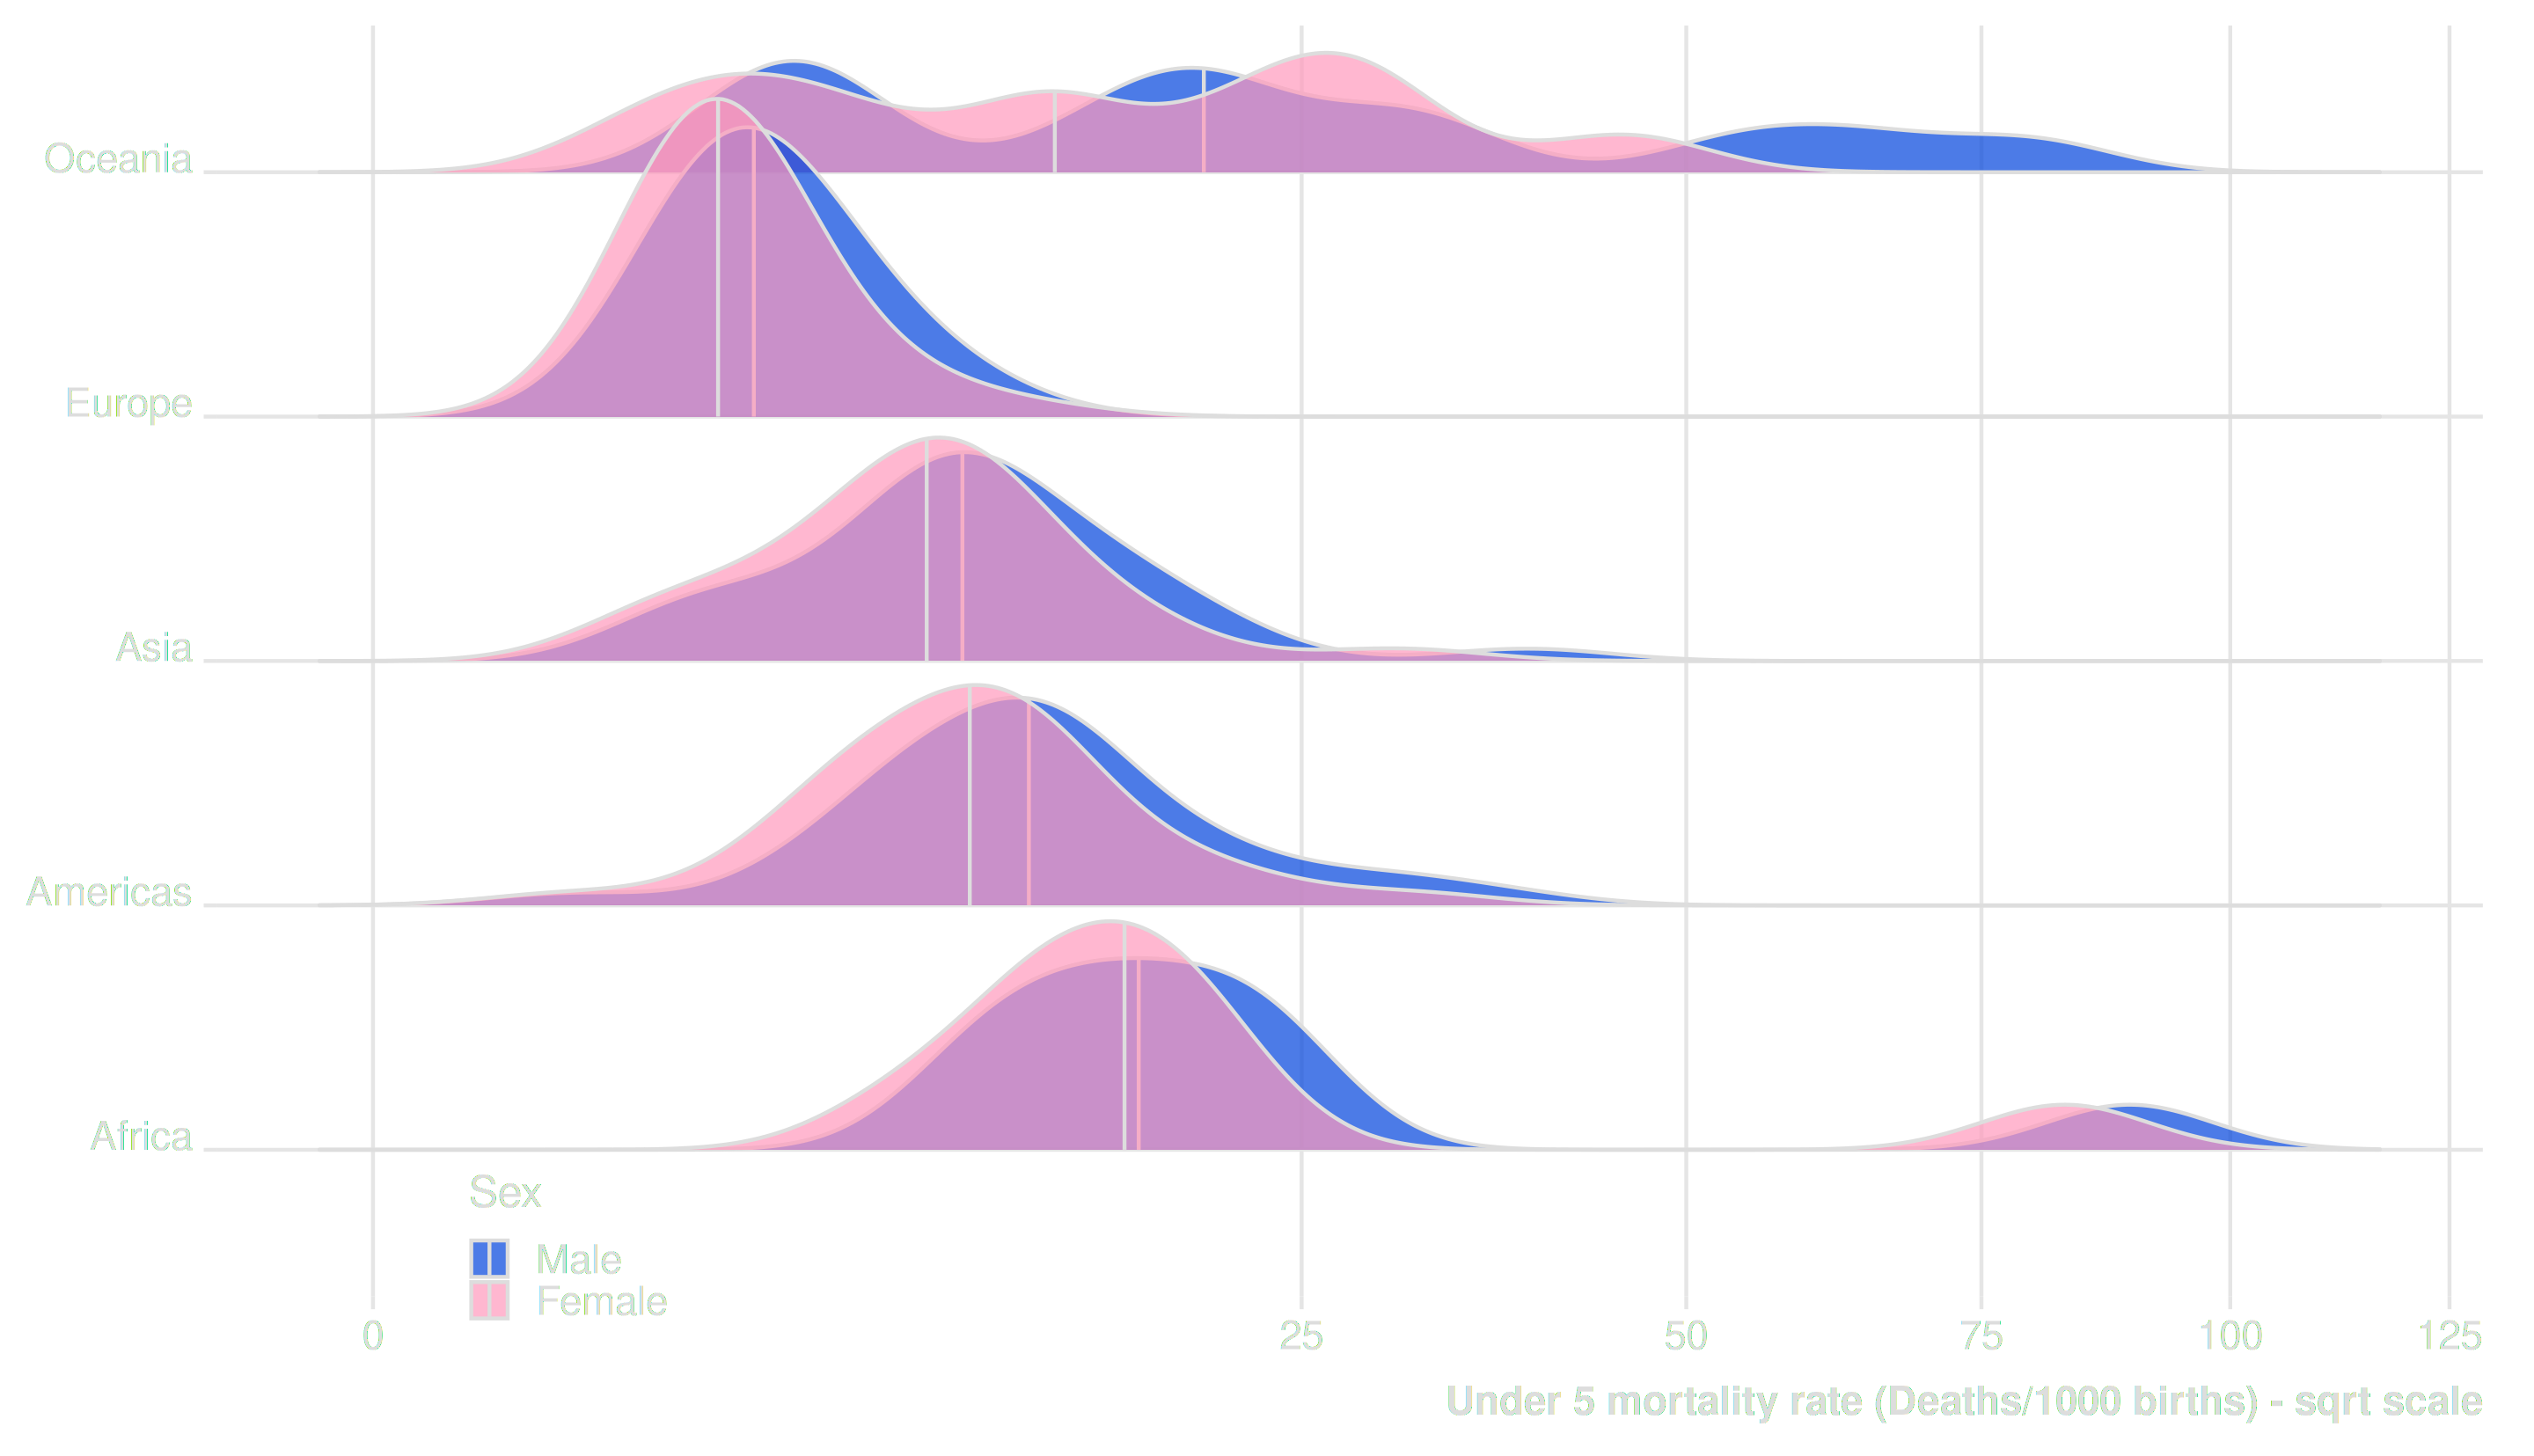 Oceania
Europe
Asia
Americas
Africa
Sex
Male
Female
0 25 50 75 100 125
Under 5 mortality rate (Deaths/1000 births) - sqrt scale